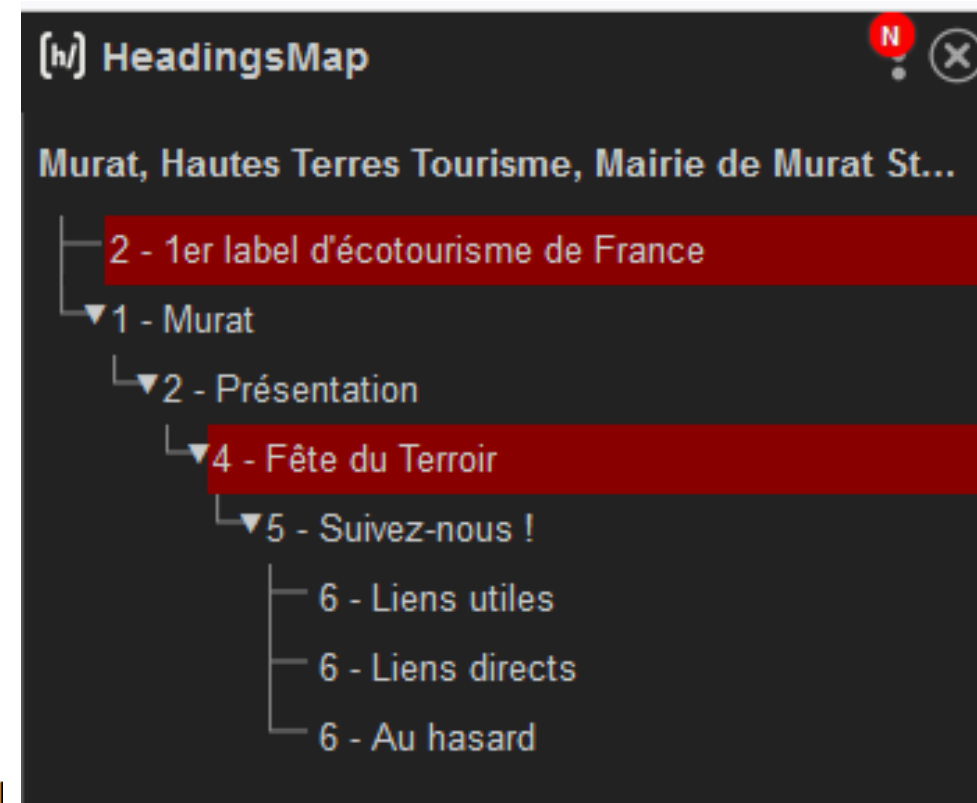 [h/] HeadingsMap
N
Murat, Hautes Terres Tourisme, Mairie de Murat St...
2 - 1er label d'écotourisme de France
1 - Murat
2 - Présentation
4 - Fête du Terroir
5 - Suivez-nous !
6 - Liens utiles
6 - Liens directs
6 - Au hasard